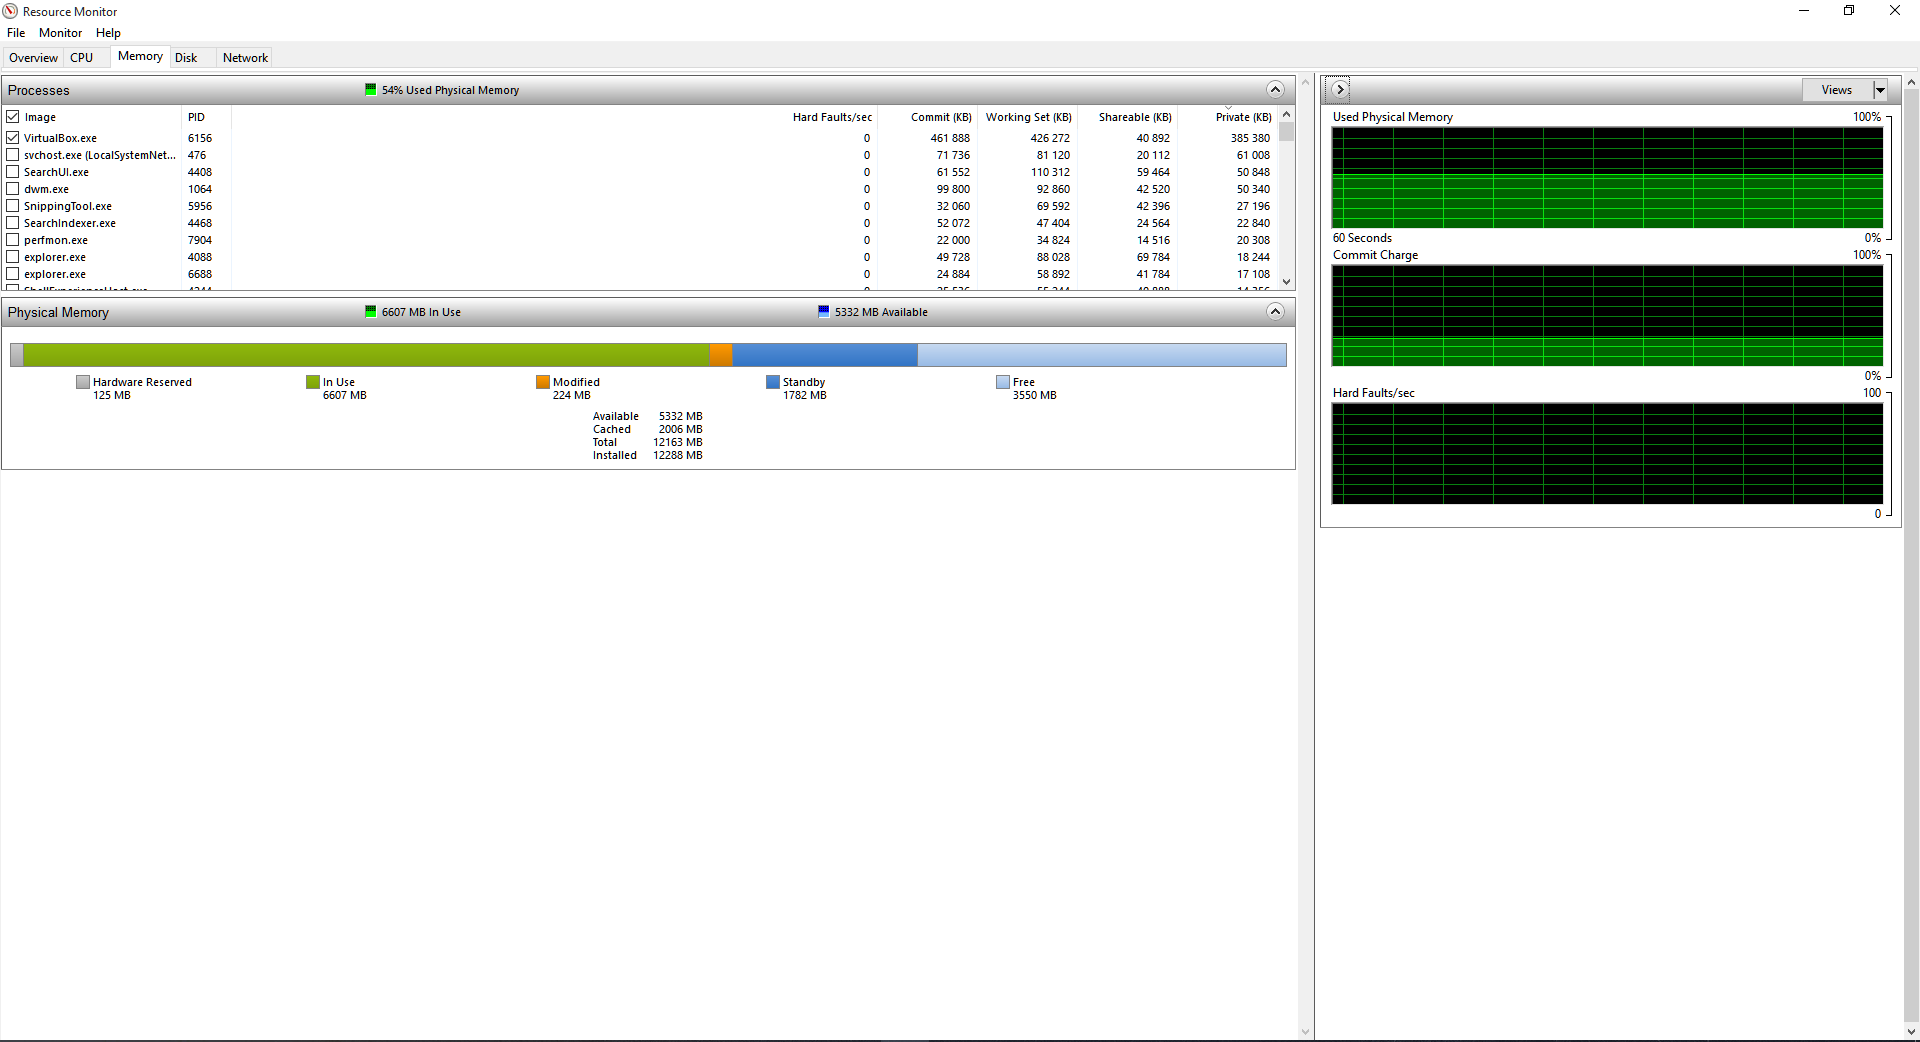 Resource Monitor
File Monitor Help
Overview CPU Memory Disk Network
Processes 54% Used Physical Memory
Image PID Hard Faults/sec Commit (KB) Working Set (KB) Shareable (KB) Private (KB)
VirtualBox.exe 6156 0 461 888 426 272 40 892 385 380
svchost.exe (LocalSystemNet... 476 0 71 736 81 120 20 112 61 008
SearchUI.exe 4408 0 61 552 110 312 59 464 50 848
dwm.exe 1064 0 99 800 92 860 42 520 50 340
SnippingTool.exe 5956 0 32 060 69 592 42 396 27 196
SearchIndexer.exe 4468 0 52 072 47 404 24 564 22 840
perfmon.exe 7904 0 22 000 34 824 14 516 20 308
explorer.exe 4088 0 49 728 88 028 69 784 18 244
explorer.exe 6688 0 24 884 58 892 41 784 17 108
Physical Memory 6607 MB In Use 5332 MB Available
Hardware Reserved In Use Modified Standby Free
125 MB 6607 MB 224 MB 1782 MB 3550 MB
Available 5332 MB
Cached 2006 MB
Total 12163 MB
Installed 12288 MB
Views
Used Physical Memory 100%
60 Seconds 0%
Commit Charge 100%
0%
Hard Faults/sec 100
0